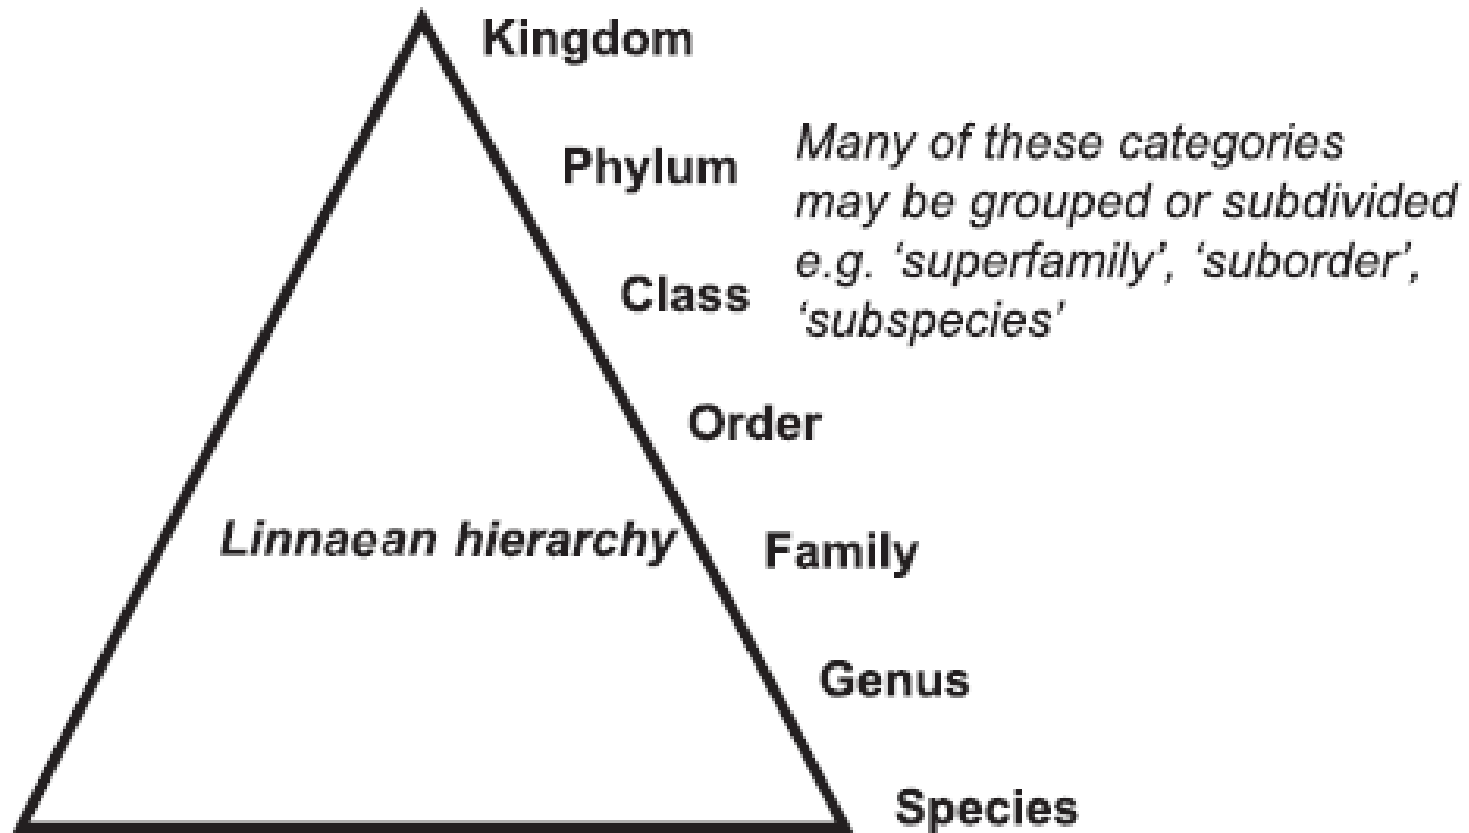 Kingdom
Phylum
Many of these categories
may be grouped or subdivided
e.g. ‘superfamily’, ‘suborder’,
‘subspecies’
Class
Order
Linnaean hierarchy
Family
Genus
Species